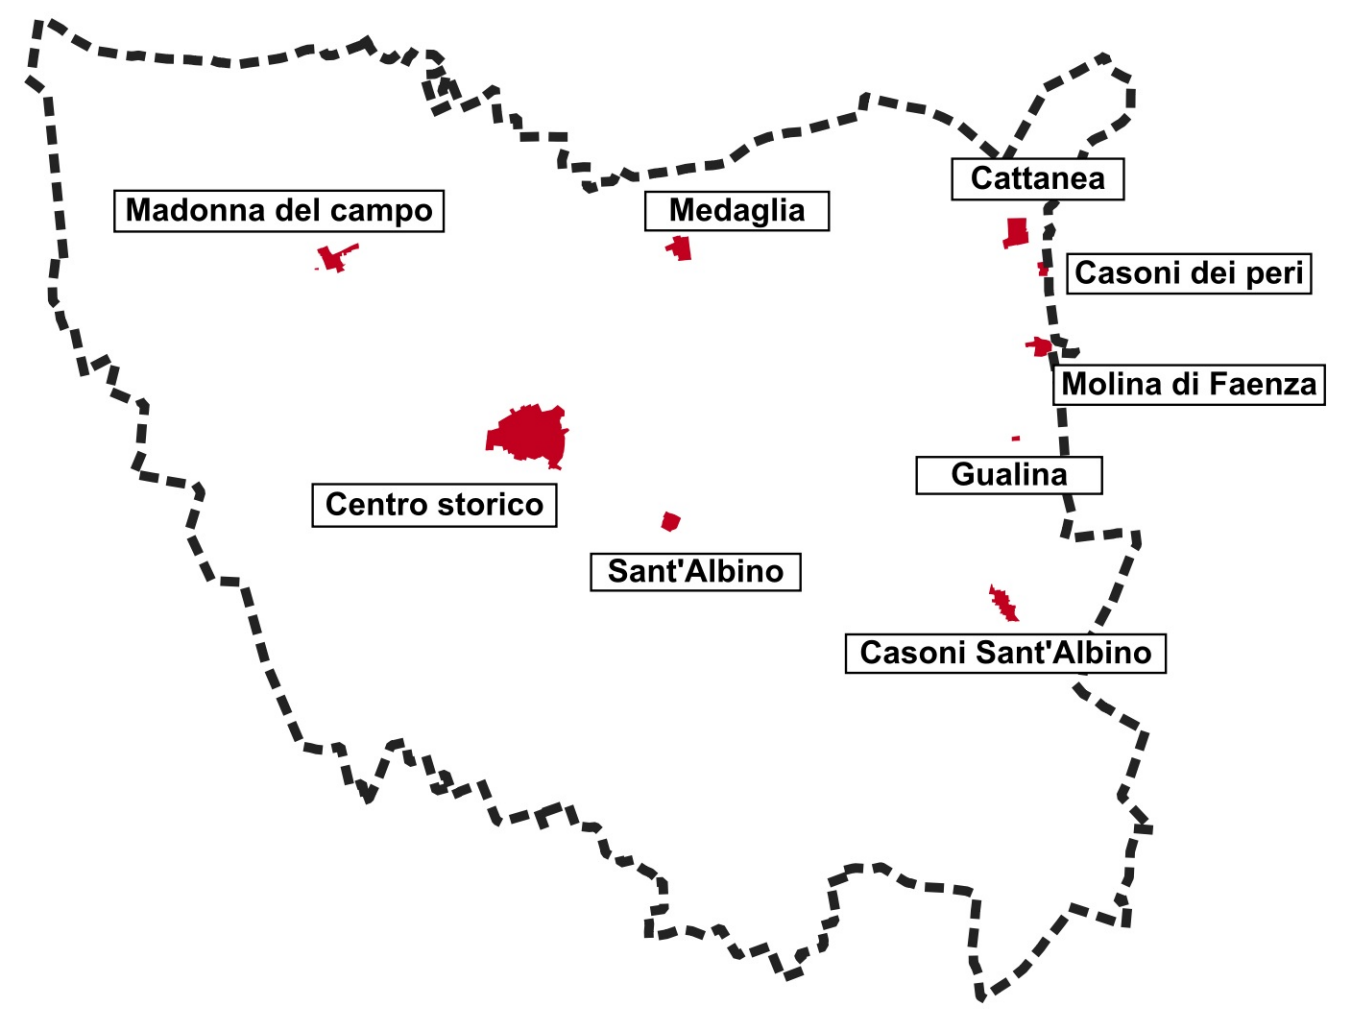 Cattanea
Madonna del campo
Medaglia
Casoni dei peri
Molina di Faenza
Gualina
Centro storico
Sant'Albino
Casoni Sant'Albino